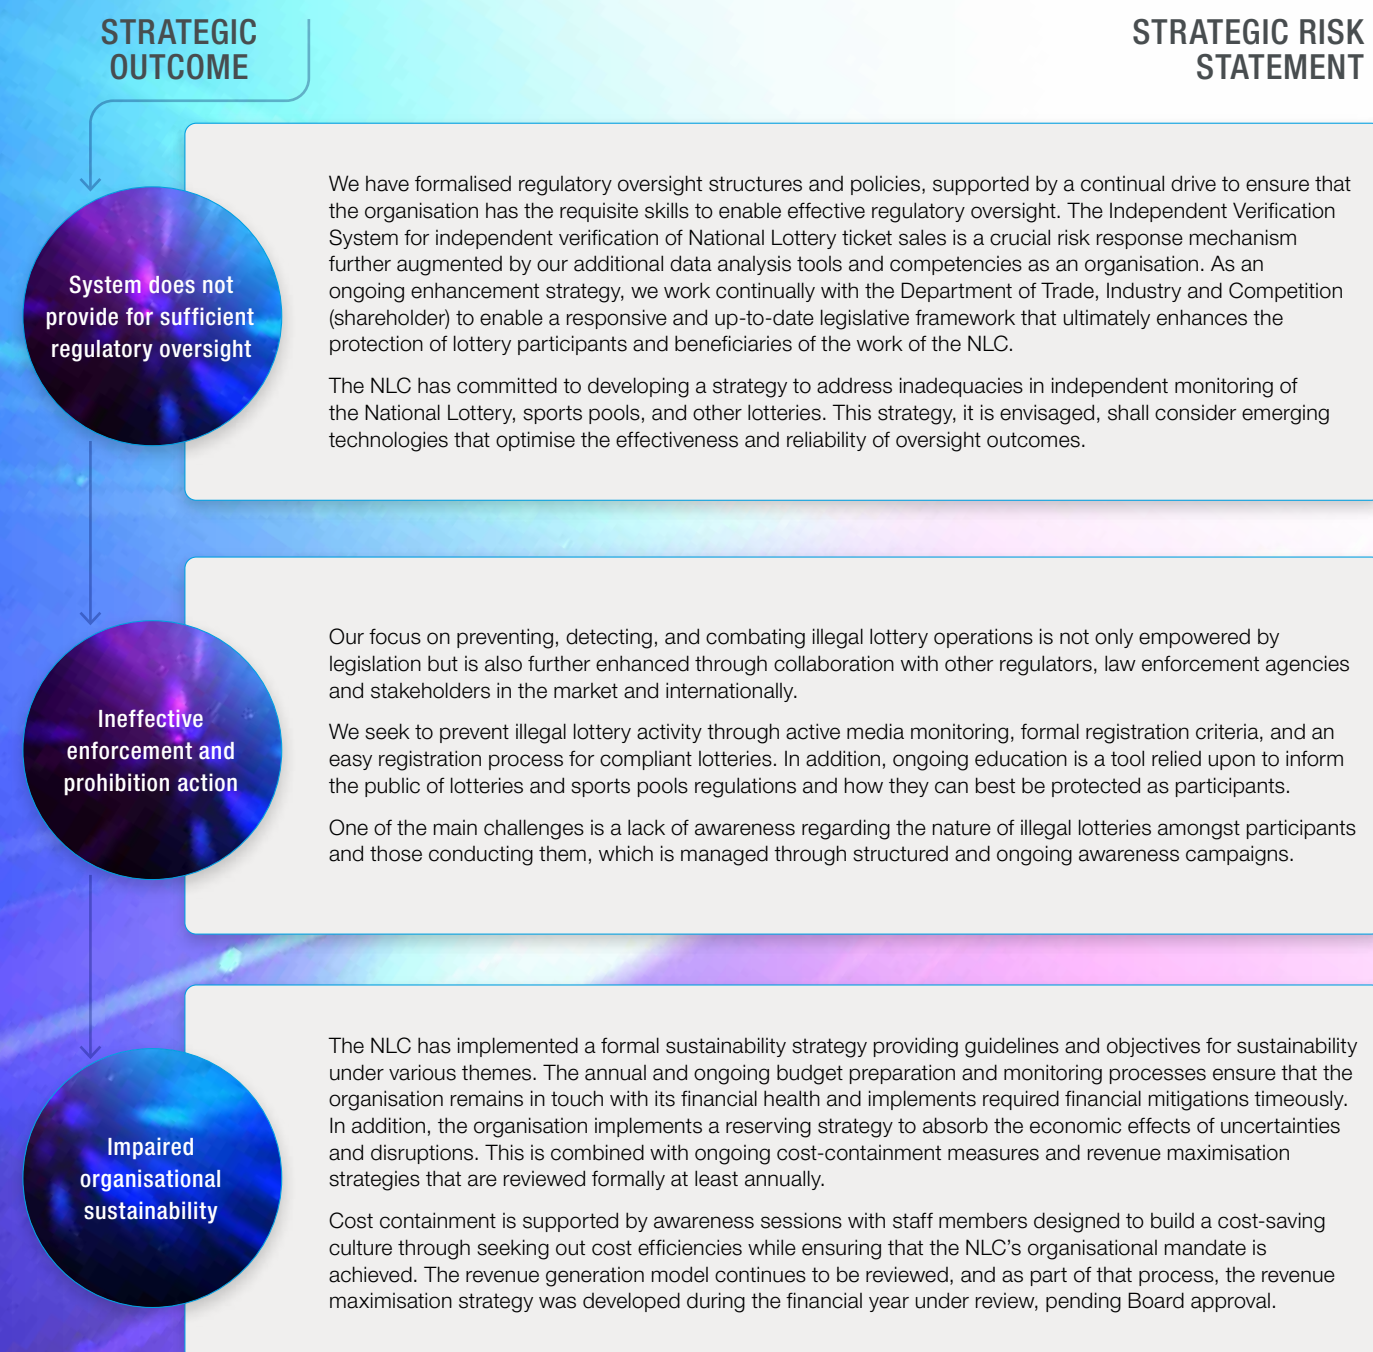 STRATEGIC
OUTCOME
STRATEGIC RISK
STATEMENT
System does not
provide for sufficient
regulatory oversight
We have formalised regulatory oversight structures and policies, supported by a continual drive to ensure that
the organisation has the requisite skills to enable effective regulatory oversight. The Independent Verification
System for independent verification of National Lottery ticket sales is a crucial risk response mechanism
further augmented by our additional data analysis tools and competencies as an organisation. As an
ongoing enhancement strategy, we work continually with the Department of Trade, Industry and Competition
(shareholder) to enable a responsive and up-to-date legislative framework that ultimately enhances the
protection of lottery participants and beneficiaries of the work of the NLC.
The NLC has committed to developing a strategy to address inadequacies in independent monitoring of
the National Lottery, sports pools, and other lotteries. This strategy, it is envisaged, shall consider emerging
technologies that optimise the effectiveness and reliability of oversight outcomes.
Ineffective
enforcement and
prohibition action
Our focus on preventing, detecting, and combating illegal lottery operations is not only empowered by
legislation but is also further enhanced through collaboration with other regulators, law enforcement agencies
and stakeholders in the market and internationally.
We seek to prevent illegal lottery activity through active media monitoring, formal registration criteria, and an
easy registration process for compliant lotteries. In addition, ongoing education is a tool relied upon to inform
the public of lotteries and sports pools regulations and how they can best be protected as participants.
One of the main challenges is a lack of awareness regarding the nature of illegal lotteries amongst participants
and those conducting them, which is managed through structured and ongoing awareness campaigns.
Impaired
organisational
sustainability
The NLC has implemented a formal sustainability strategy providing guidelines and objectives for sustainability
under various themes. The annual and ongoing budget preparation and monitoring processes ensure that the
organisation remains in touch with its financial health and implements required financial mitigations timeously.
In addition, the organisation implements a reserving strategy to absorb the economic effects of uncertainties
and disruptions. This is combined with ongoing cost-containment measures and revenue maximisation
strategies that are reviewed formally at least annually.
Cost containment is supported by awareness sessions with staff members designed to build a cost-saving
culture through seeking out cost efficiencies while ensuring that the NLC’s organisational mandate is
achieved. The revenue generation model continues to be reviewed, and as part of that process, the revenue
maximisation strategy was developed during the financial year under review, pending Board approval.